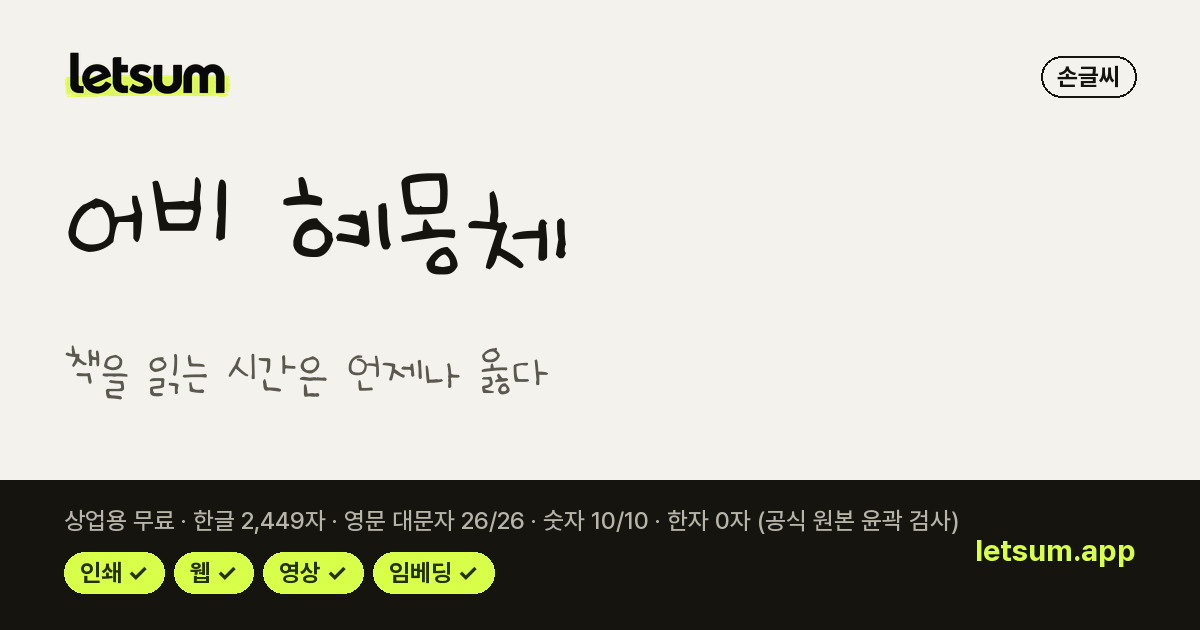 letsum
손글씨
어비 혜몽체
책을 읽는 시간은 언제나 옳다
상업용 무료 · 한글 2,449자 · 영문 대문자 26/26 · 숫자 10/10 · 한자 0자 (공식 원본 윤곽 검사)
인쇄 ✓ 웹 ✓ 영상 ✓ 임베딩 ✓
letsum.app